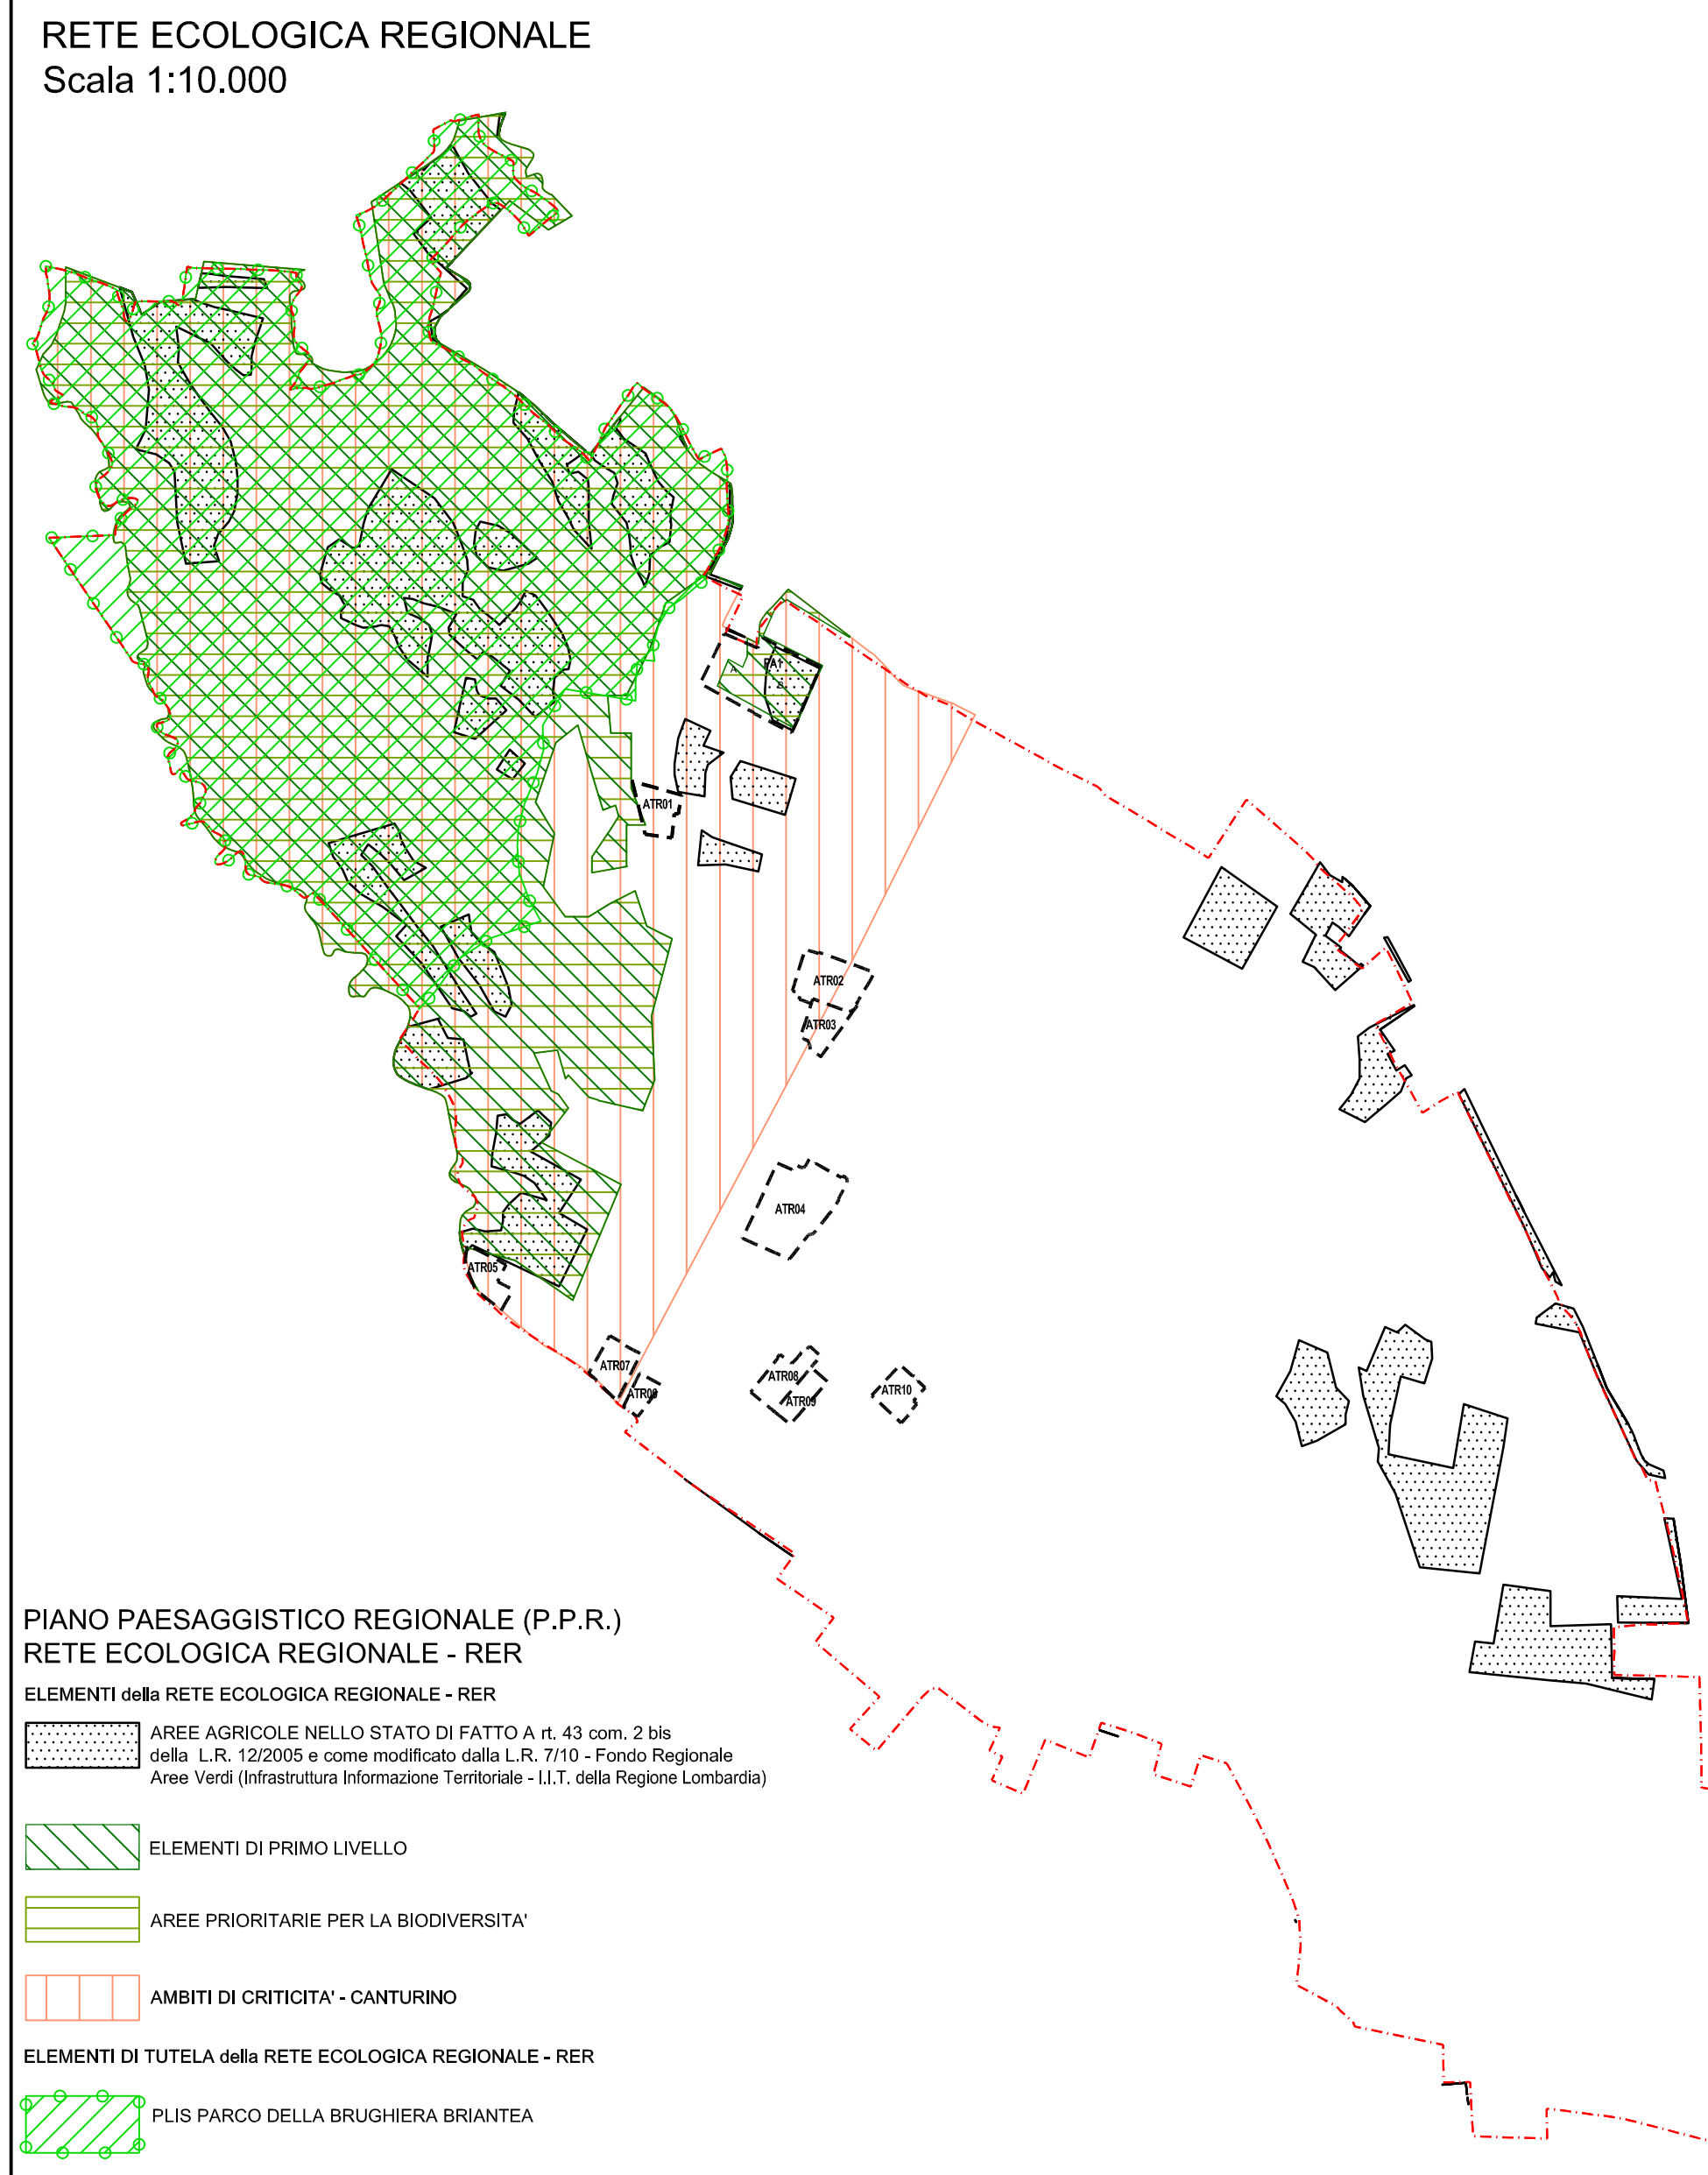 RETE ECOLOGICA REGIONALE
Scala 1:10.000
PA1
A
B
ATR01
ATR02
ATR03
ATR04
ATR05
ATR07
ATR06
ATR08
ATR09
ATR10
PIANO PAESAGGISTICO REGIONALE (P.P.R.)
RETE ECOLOGICA REGIONALE - RER
ELEMENTI della RETE ECOLOGICA REGIONALE - RER
AREE AGRICOLE NELLO STATO DI FATTO A rt. 43 com. 2 bis
della L.R. 12/2005 e come modificato dalla L.R. 7/10 - Fondo Regionale
Aree Verdi (Infrastruttura Informazione Territoriale - I.I.T. della Regione Lombardia)
ELEMENTI DI PRIMO LIVELLO
AREE PRIORITARIE PER LA BIODIVERSITA'
AMBITI DI CRITICITA' - CANTURINO
ELEMENTI DI TUTELA della RETE ECOLOGICA REGIONALE - RER
PLIS PARCO DELLA BRUGHIERA BRIANTEA